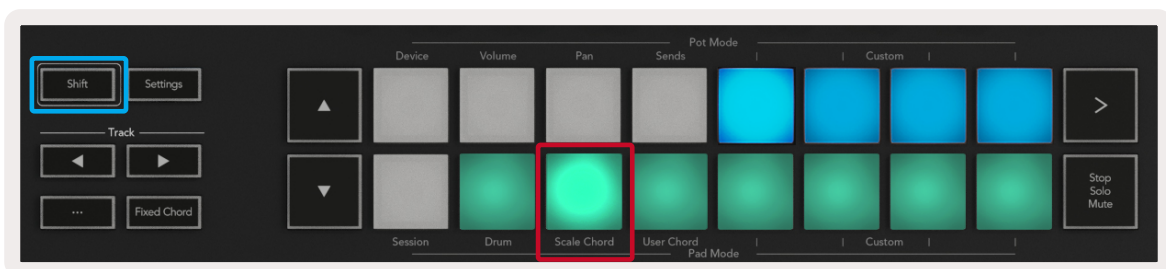 Pot Mode
Device Volume Pan Sends Custom
Shift Settings
Track
... Fixed Chord
Stop
Solo
Mute
Session Drum Scale Chord User Chord Custom
Pad Mode